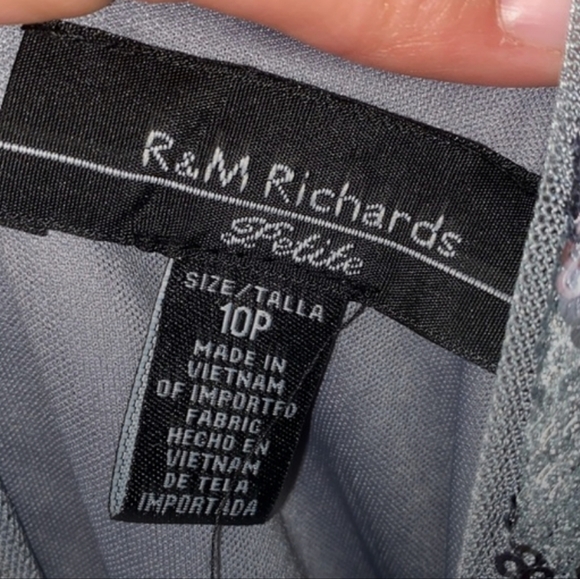 R&M Richards
Petite
SIZE/TALLA
10P
MADE IN
VIETNAM
OF IMPORTED
FABRIC
HECHO EN
VIETNAM
DE TELA
IMPORTADA